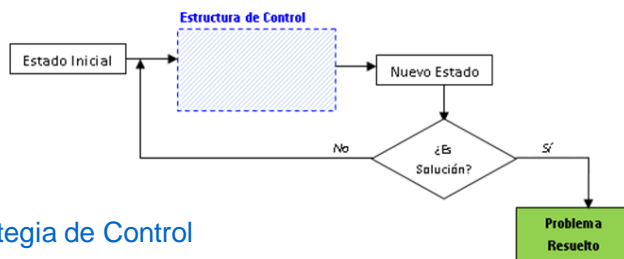 Estructura de Control
Estado Inicial
Nuevo Estado
No
¿Es
Solución?
Sí
tegia de Control
Problema
Resuelto